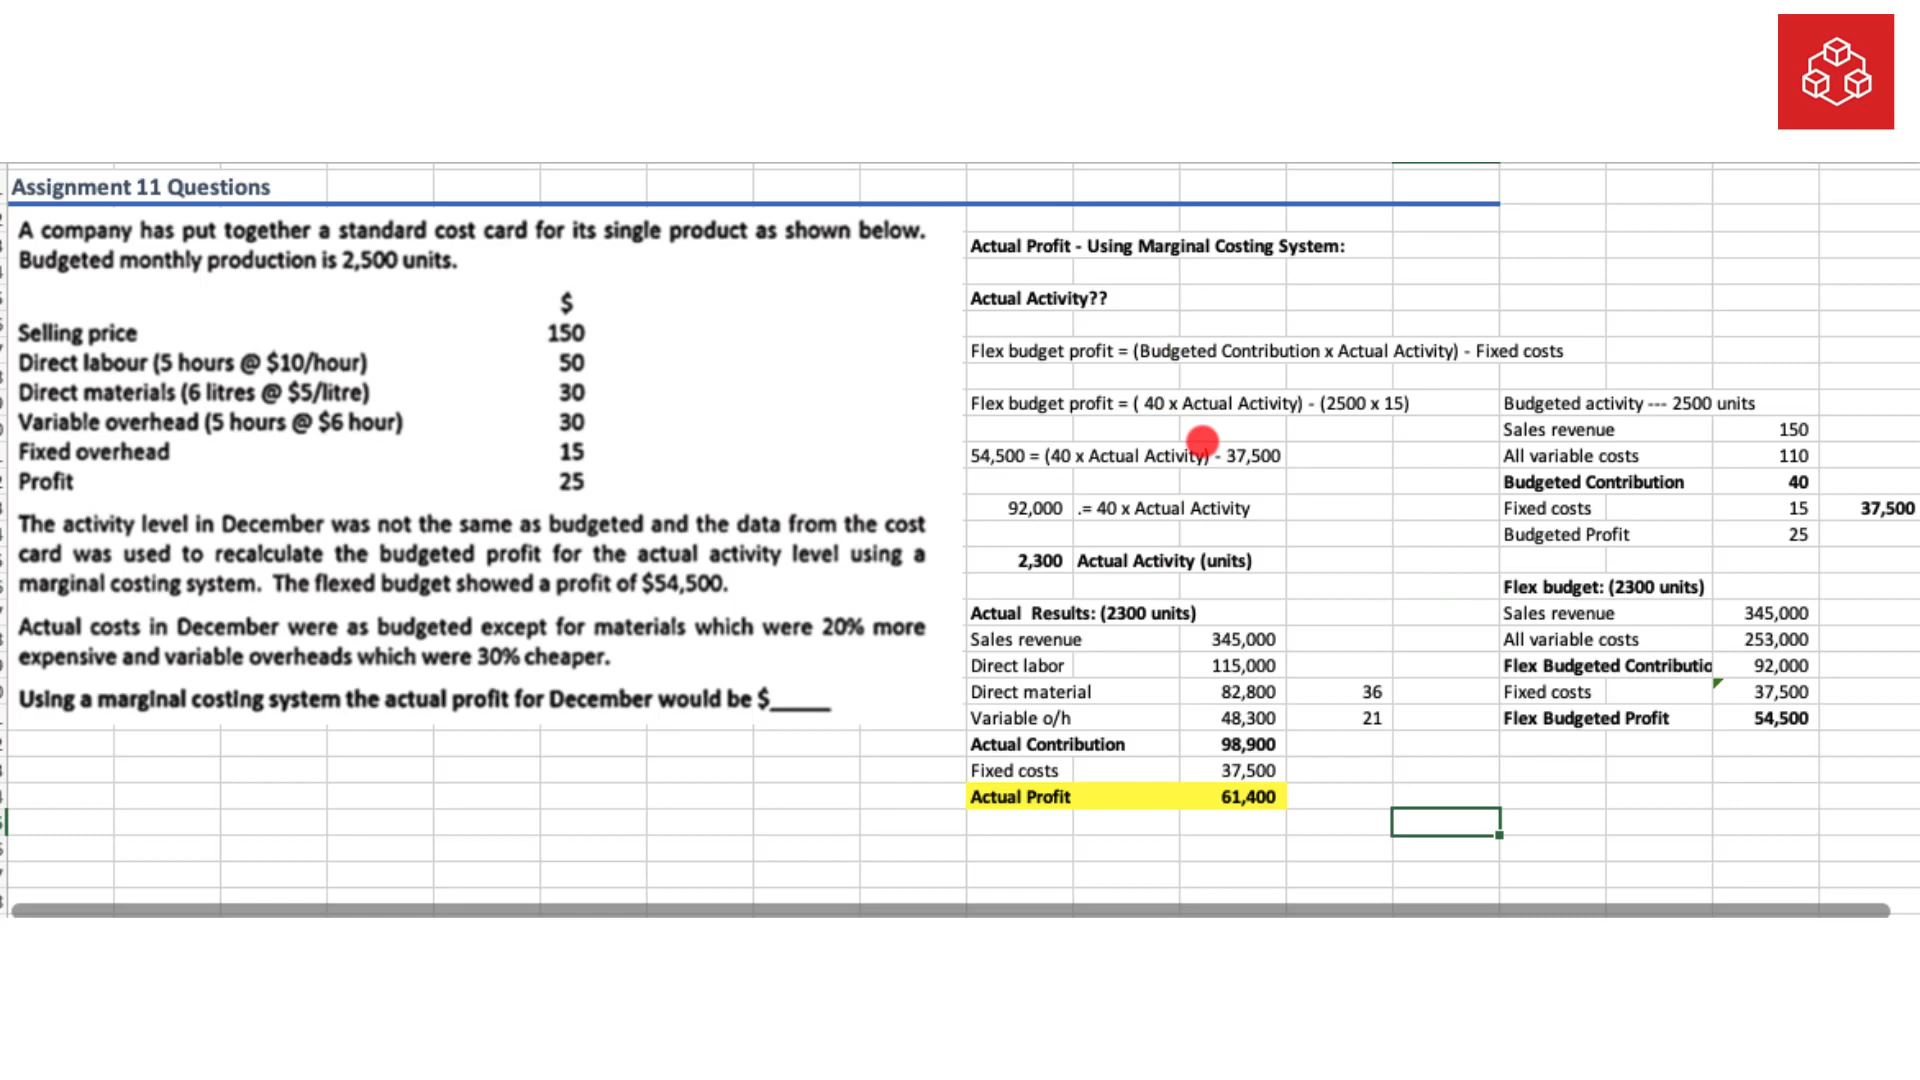 Assignment 11 Questions
A company has put together a standard cost card for its single product as shown below.
Budgeted monthly production is 2,500 units.
$
Selling price 150
Direct labour (5 hours @ $10/hour) 50
Direct materials (6 litres @ $5/litre) 30
Variable overhead (5 hours @ $6 hour) 30
Fixed overhead 15
Profit 25
The activity level in December was not the same as budgeted and the data from the cost
card was used to recalculate the budgeted profit for the actual activity level using a
marginal costing system. The flexed budget showed a profit of $54,500.
Actual costs in December were as budgeted except for materials which were 20% more
expensive and variable overheads which were 30% cheaper.
Using a marginal costing system the actual profit for December would be $_____
Actual Profit - Using Marginal Costing System:
Actual Activity??
Flex budget profit = (Budgeted Contribution x Actual Activity) - Fixed costs
Flex budget profit = ( 40 x Actual Activity) - (2500 x 15)
54,500 = (40 x Actual Activity) - 37,500
92,000 .= 40 x Actual Activity
2,300 Actual Activity (units)
Actual Results: (2300 units)
Sales revenue 345,000
Direct labor 115,000
Direct material 82,800 36
Variable o/h 48,300 21
Actual Contribution 98,900
Fixed costs 37,500
Actual Profit 61,400
Budgeted activity --- 2500 units
Sales revenue 150
All variable costs 110
Budgeted Contribution 40
Fixed costs 15 37,500
Budgeted Profit 25
Flex budget: (2300 units)
Sales revenue 345,000
All variable costs 253,000
Flex Budgeted Contributio 92,000
Fixed costs 37,500
Flex Budgeted Profit 54,500